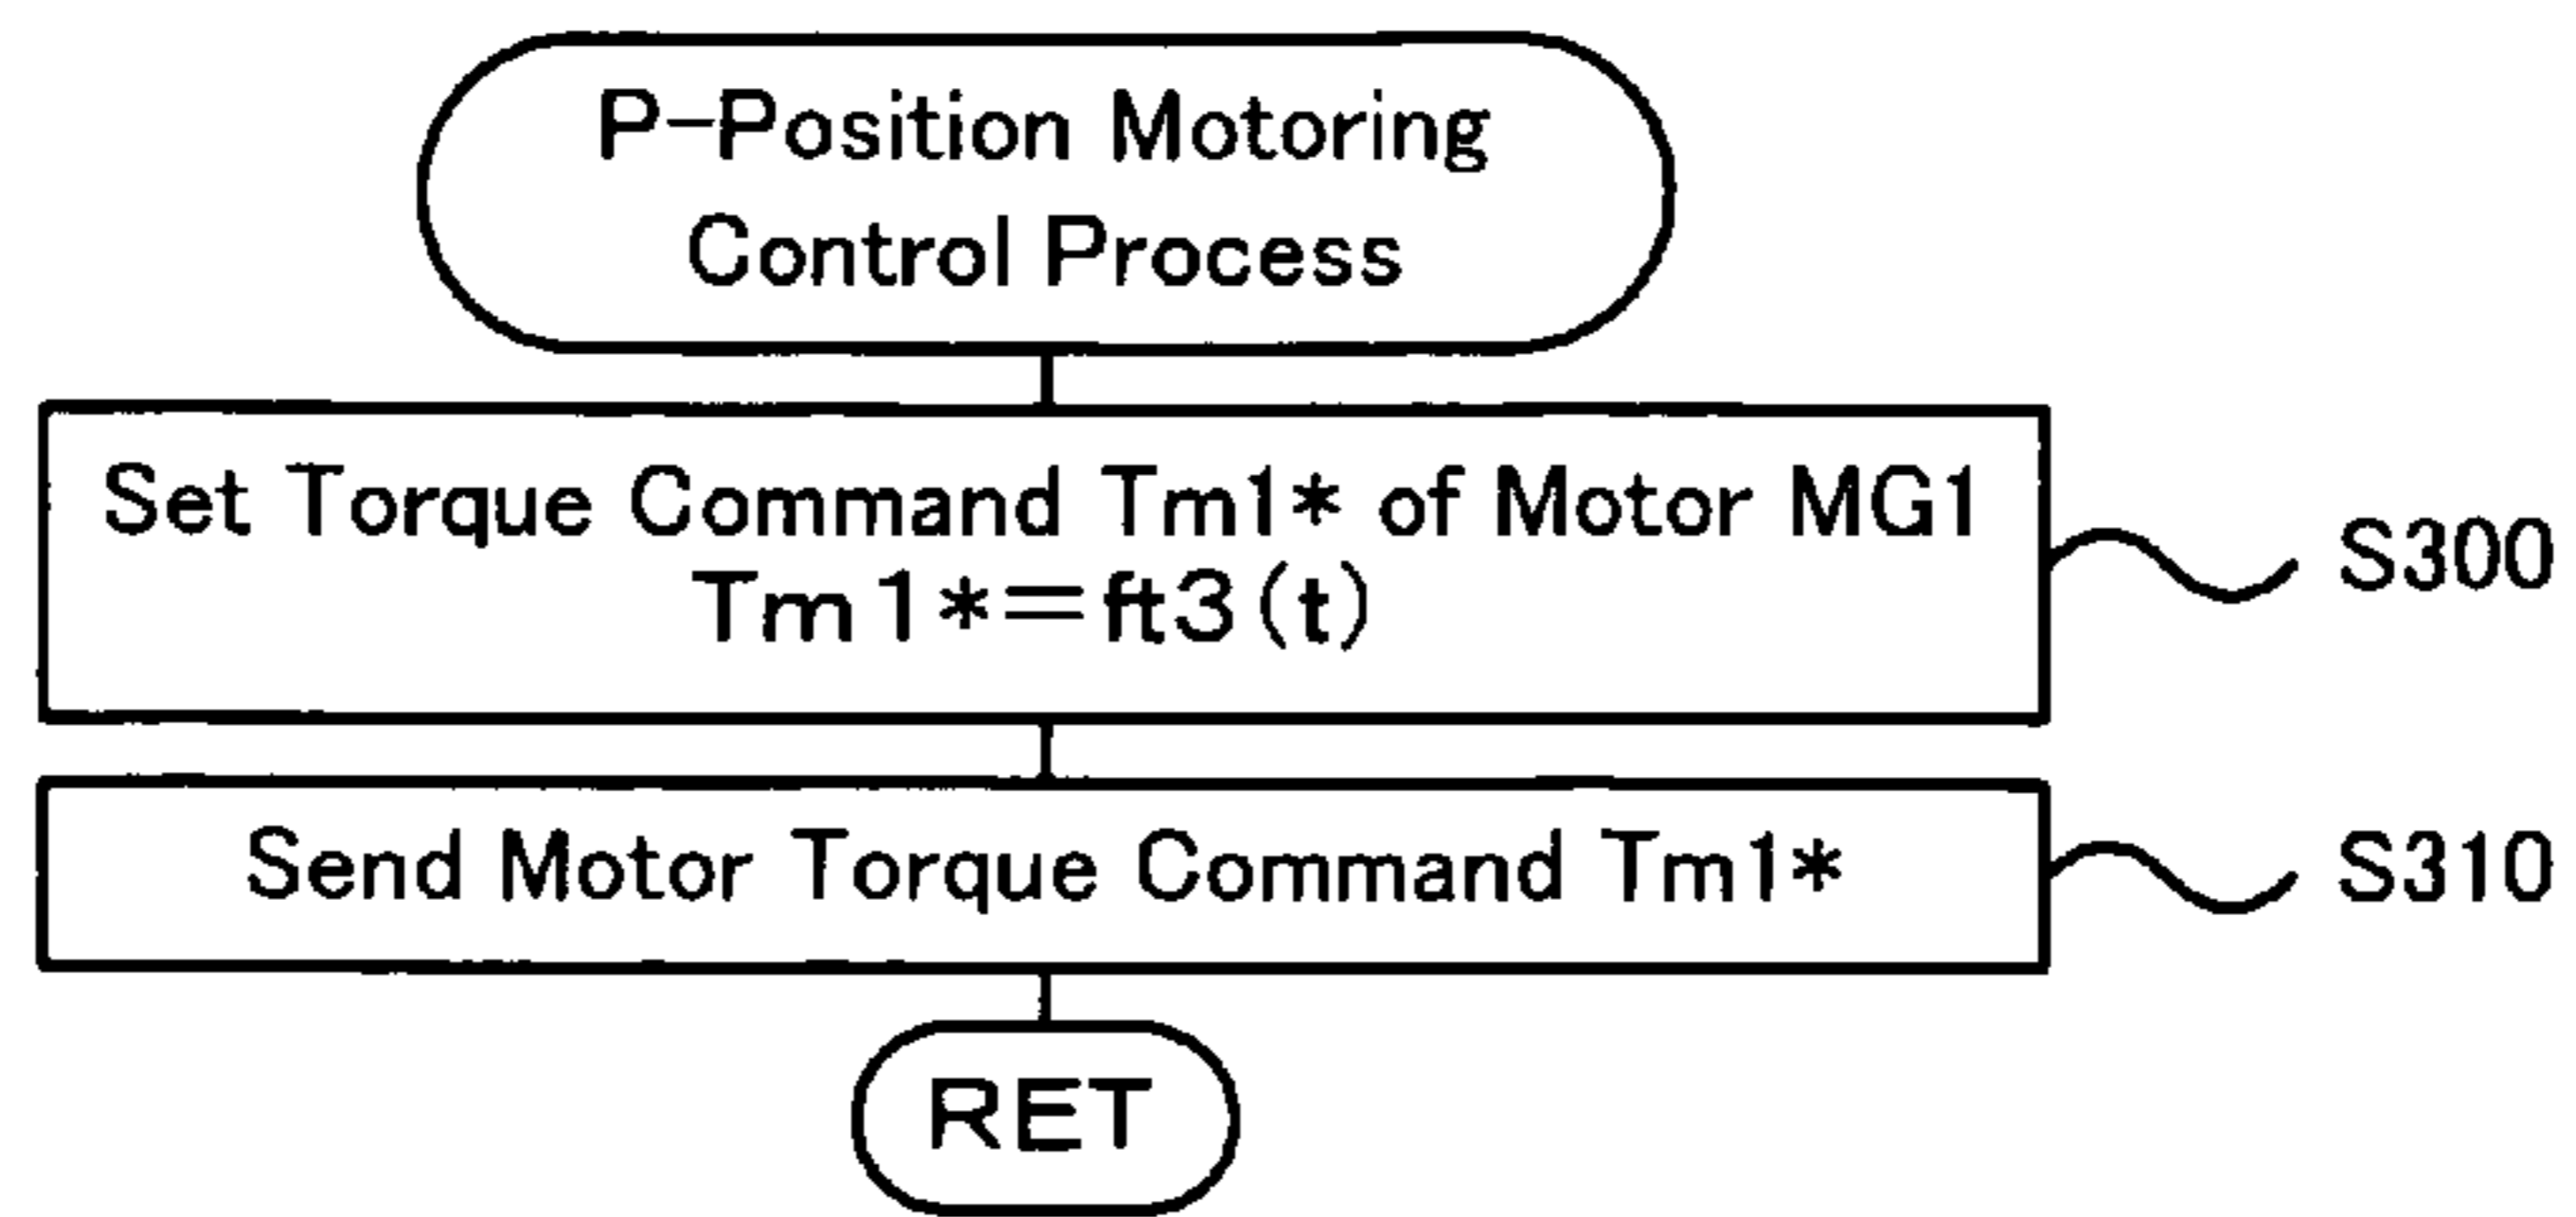 P-Position Motoring
Control Process
Set Torque Command Tm1* of Motor MG1
Tm1*=ft3(t)
S300
Send Motor Torque Command Tm1*
S310
RET